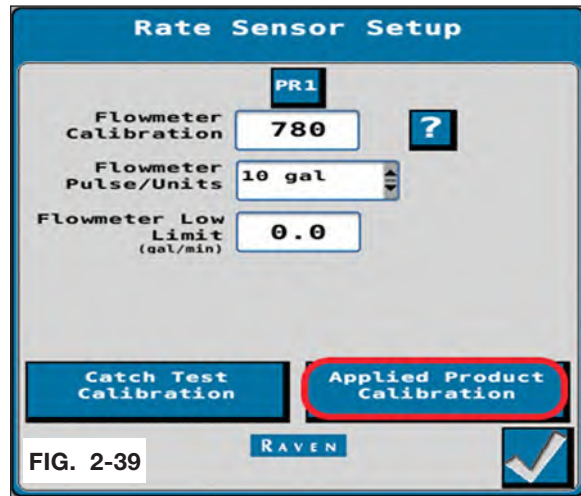 Rate Sensor Setup
PR1
Flowmeter
Calibration
780
?
Flowmeter
Pulse/Units
10 gal
Flowmeter Low
Limit
(gal/min)
0.0
Catch Test
Calibration
Applied Product
Calibration
RAVEN
FIG. 2-39